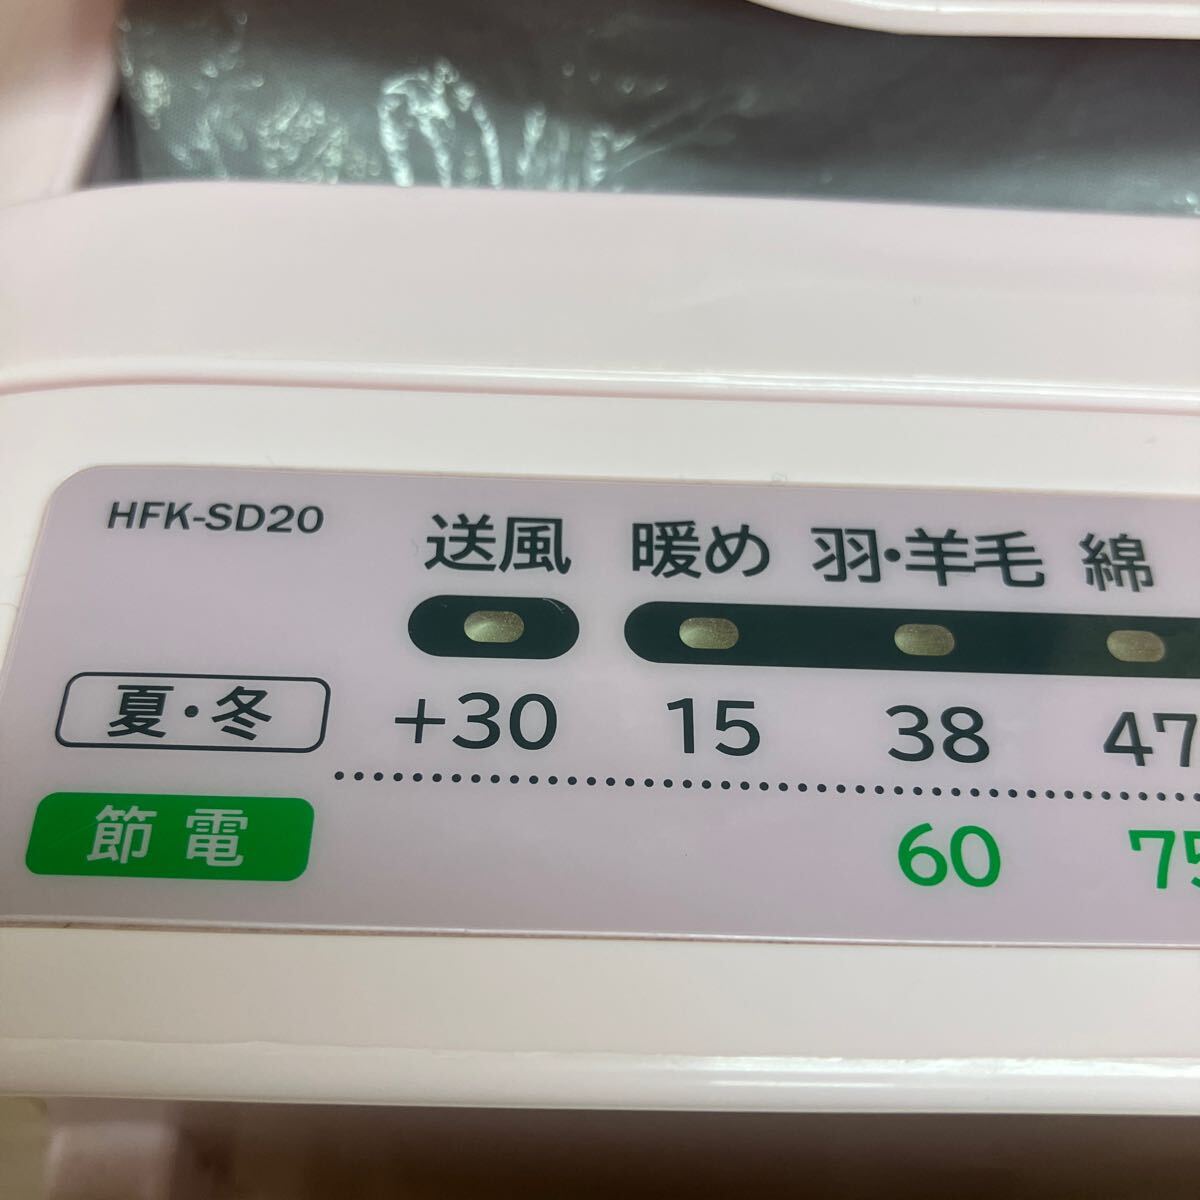 HFK-SD20 送風 暖め 羽・羊毛 綿
夏・冬 +30 15 38 47
節電 60 75